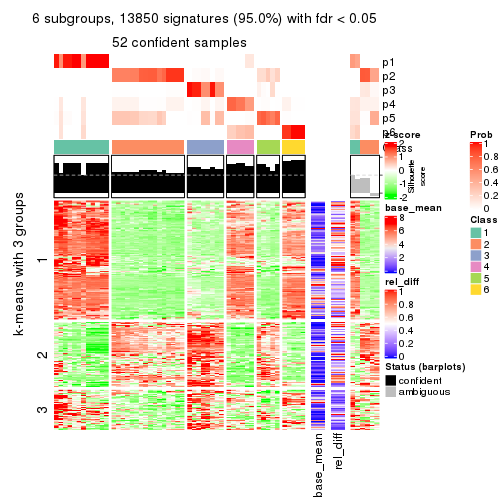 6 subgroups, 13850 signatures (95.0%) with fdr < 0.05
52 confident samples
p1
p2
p3
p4
p5
p6
Class
1
0
Silhouette
score
k-means with 3 groups
1
2
3
base_mean
rel_diff
z-score
2
1
0
-1
-2
base_mean
8
6
4
2
0
rel_diff
1
0.8
0.6
0.4
0.2
0
Status (barplots)
confident
ambiguous
Prob
1
0.8
0.6
0.4
0.2
0
Class
1
2
3
4
5
6